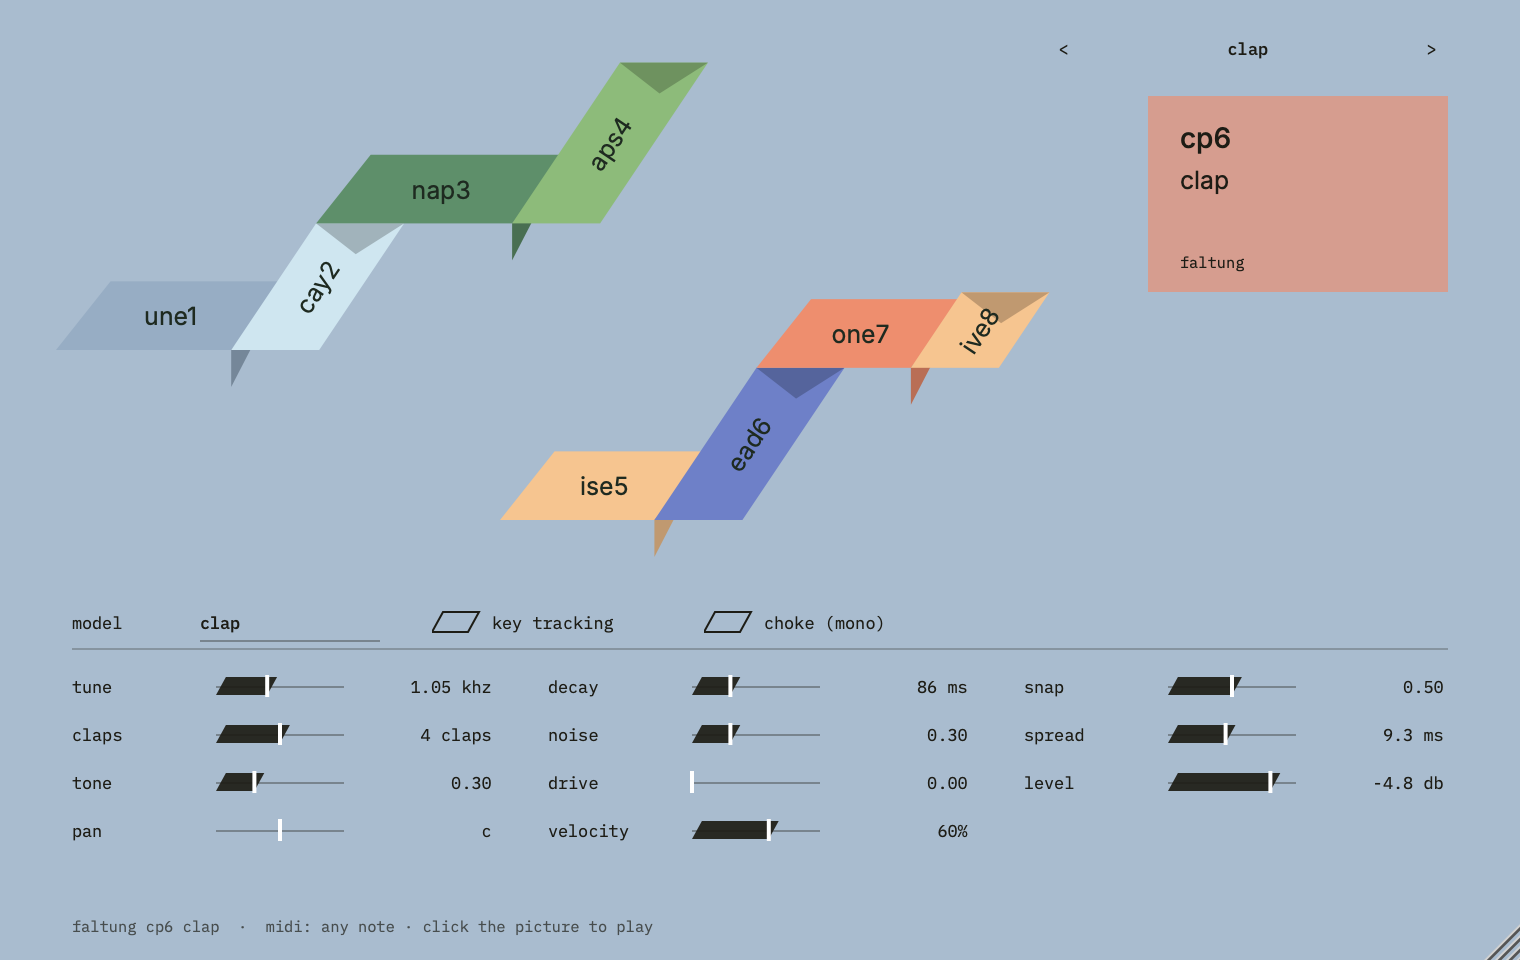 < clap >
cp6
clap
faltung
aps4
nap3
cay2
une1
one7
ive8
ead6
ise5
model clap key tracking choke (mono)
tune 1.05 khz decay 86 ms snap 0.50
claps 4 claps noise 0.30 spread 9.3 ms
tone 0.30 drive 0.00 level -4.8 db
pan c velocity 60%
faltung cp6 clap · midi: any note · click the picture to play